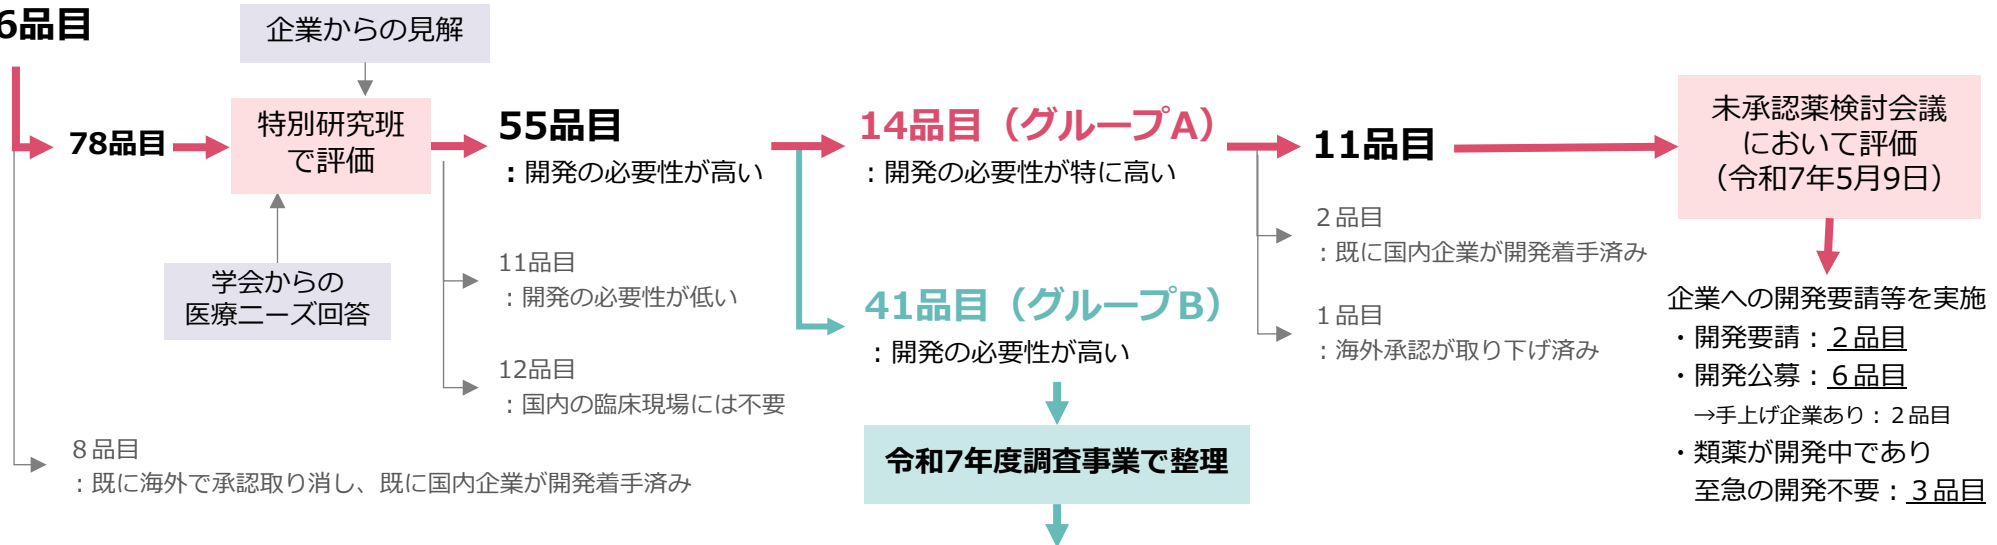 6品目
企業からの見解
78品目
特別研究班
で評価
学会からの
医療ニーズ回答
55品目
：開発の必要性が高い
11品目
：開発の必要性が低い
12品目
：国内の臨床現場には不要
8品目
：既に海外で承認取り消し、既に国内企業が開発着手済み
14品目（グループA）
：開発の必要性が特に高い
41品目（グループB）
：開発の必要性が高い
令和7年度調査事業で整理
11品目
２品目
：既に国内企業が開発着手済み
１品目
：海外承認が取り下げ済み
未承認薬検討会議
において評価
（令和7年5月9日）
企業への開発要請等を実施
・開発要請：２品目
・開発公募：６品目
→手上げ企業あり：２品目
・類薬が開発中であり
至急の開発不要：３品目